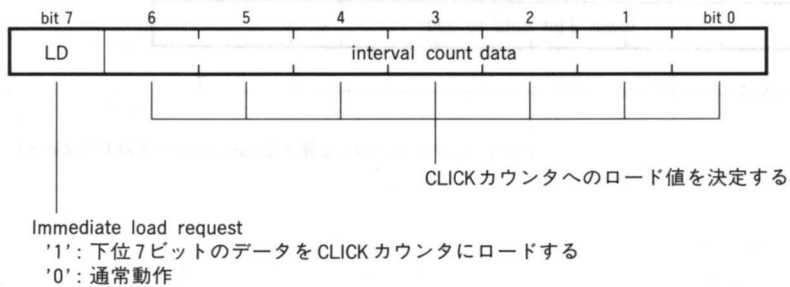 bit 7 6 5 4 3 2 1 bit 0
LD interval count data
CLICKカウンタへのロード値を決定する
Immediate load request
'1': 下位7ビットのデータをCLICKカウンタにロードする
'0': 通常動作